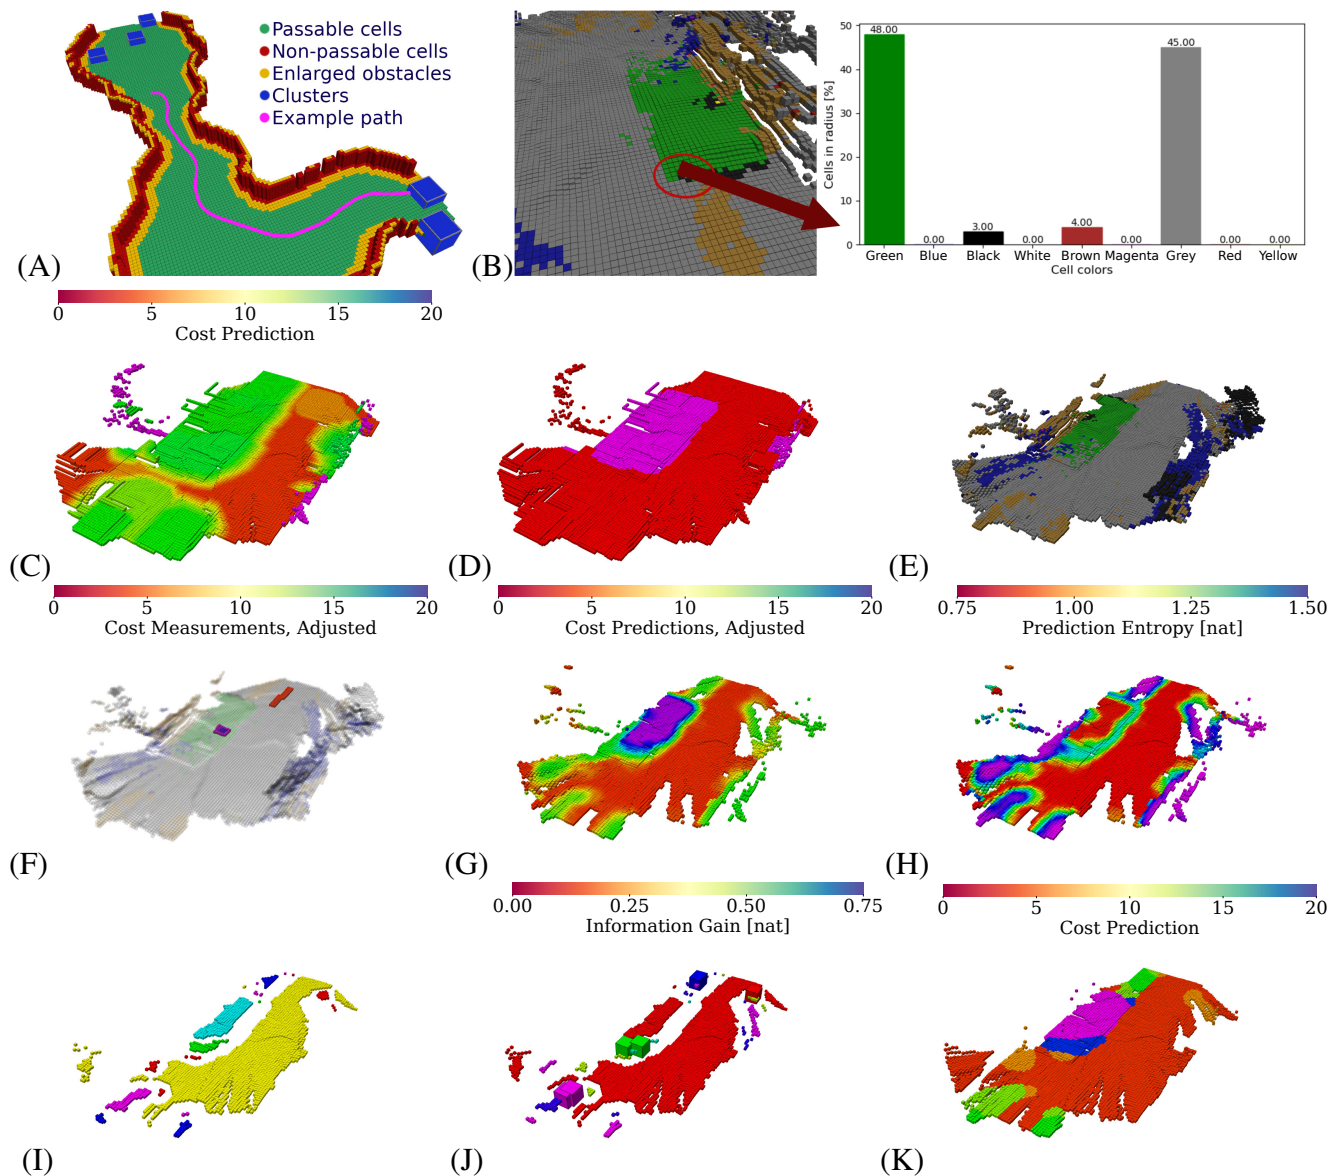 Passable cells
Non-passable cells
Enlarged obstacles
Clusters
Example path
(A)
(B)
Cells in radius [%]
50
40
30
20
10
0
48.00
0.00
3.00
0.00
4.00
0.00
45.00
0.00
0.00
Green Blue Black White Brown Magenta Grey Red Yellow
Cell colors
0 5 10 15 20
Cost Prediction
(C)
(D)
(E)
0 5 10 15 20
Cost Measurements, Adjusted
0 5 10 15 20
Cost Predictions, Adjusted
0.75 1.00 1.25 1.50
Prediction Entropy [nat]
(F)
(G)
(H)
0.00 0.25 0.50 0.75
Information Gain [nat]
0 5 10 15 20
Cost Prediction
(I)
(J)
(K)